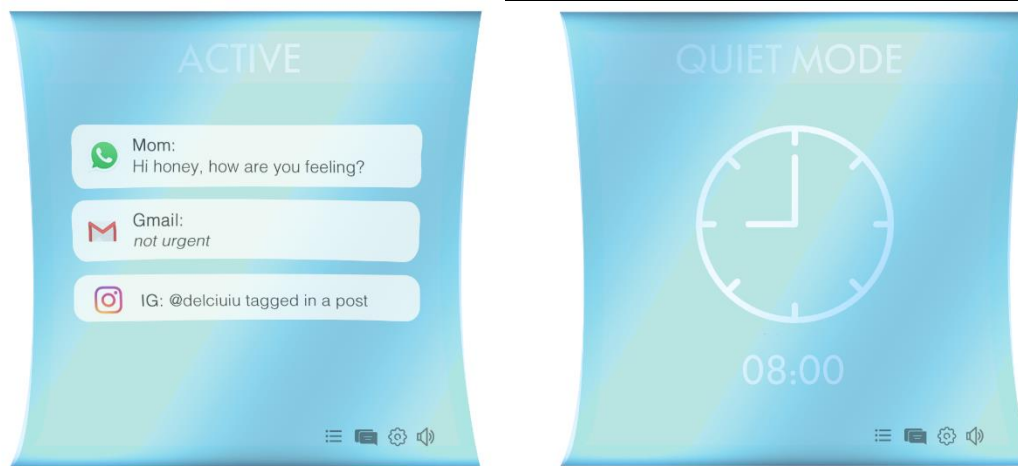 ACTIVE
Mom:
Hi honey, how are you feeling?
Gmail:
not urgent
IG: @delciuiu tagged in a post
QUIET MODE
08:00